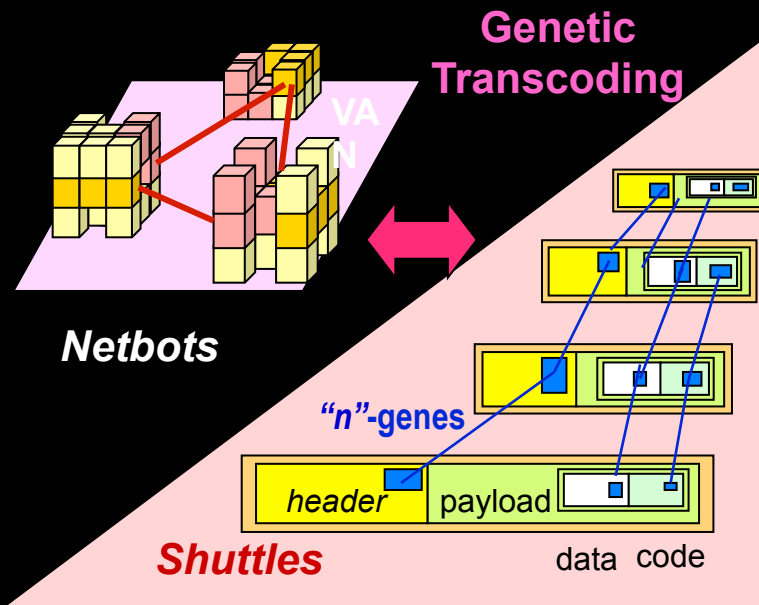 Genetic
Transcoding
VA
N
Netbots
“n”-genes
header payload
Shuttles
data code